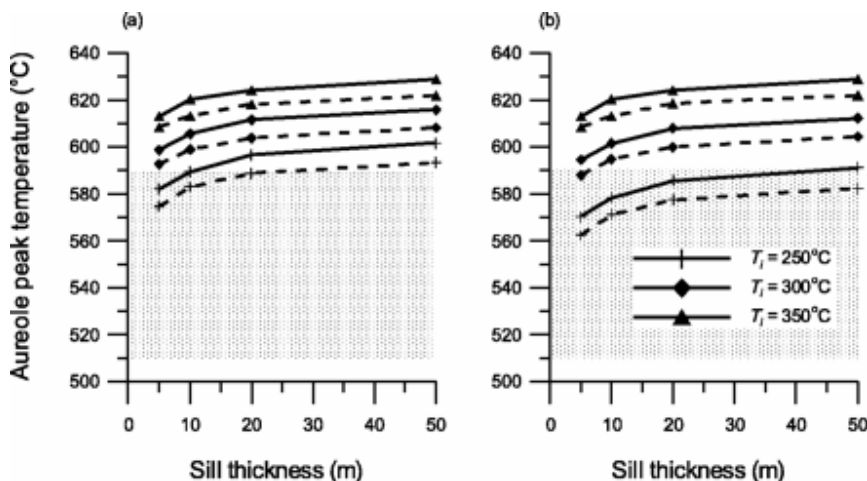 (a)
(b)
Aureole peak temperature (°C)
640
620
600
580
560
540
520
500
0 10 20 30 40 50
Sill thickness (m)
640
620
600
580
560
540
520
500
T_i = 250°C
T_i = 300°C
T_i = 350°C
0 10 20 30 40 50
Sill thickness (m)